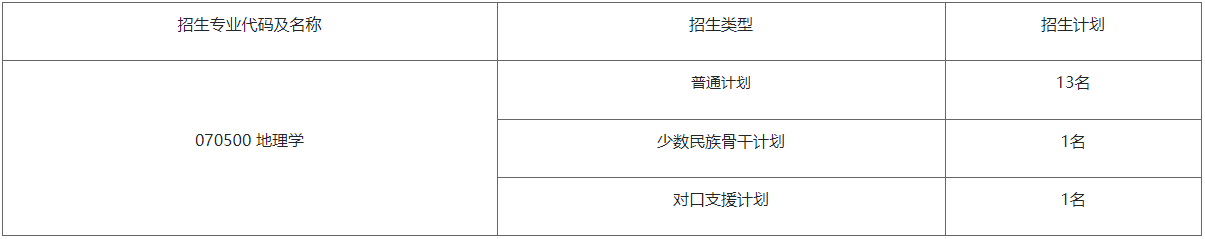 招生专业代码及名称
招生类型
招生计划
070500 地理学
普通计划
13名
少数民族骨干计划
1名
对口支援计划
1名